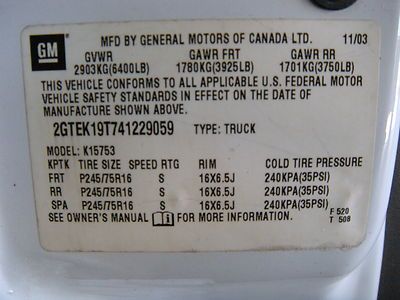 GM
MFD BY GENERAL MOTORS OF CANADA LTD. 11/03
GVWR GAWR FRT GAWR RR
2903KG(6400LB) 1780KG(3925LB) 1701KG(3750LB)
THIS VEHICLE CONFORMS TO ALL APPLICABLE U.S. FEDERAL MOTOR
VEHICLE SAFETY STANDARDS IN EFFECT ON THE DATE OF
MANUFACTURE SHOWN ABOVE.
2GTEK19T741229059 TYPE: TRUCK
MODEL: K15753
KPTK TIRE SIZE SPEED RTG RIM COLD TIRE PRESSURE
FRT P245/75R16 S 16X6.5J 240KPA(35PSI)
RR P245/75R16 S 16X6.5J 240KPA(35PSI)
SPA P245/75R16 S 16X6.5J 240KPA(35PSI)
SEE OWNER'S MANUAL FOR MORE INFORMATION
F 520
T 508